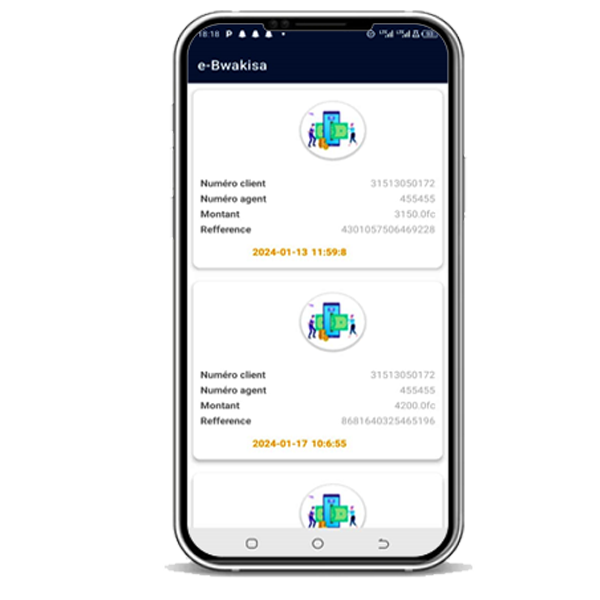 18:18 P
e-Bwakisa
Numéro client 31513050172
Numéro agent 455455
Montant 3150.0fc
Refference 4301057506469228
2024-01-13 11:59:8
Numéro client 31513050172
Numéro agent 455455
Montant 4200.0fc
Refference 8681640325465196
2024-01-17 10:6:55